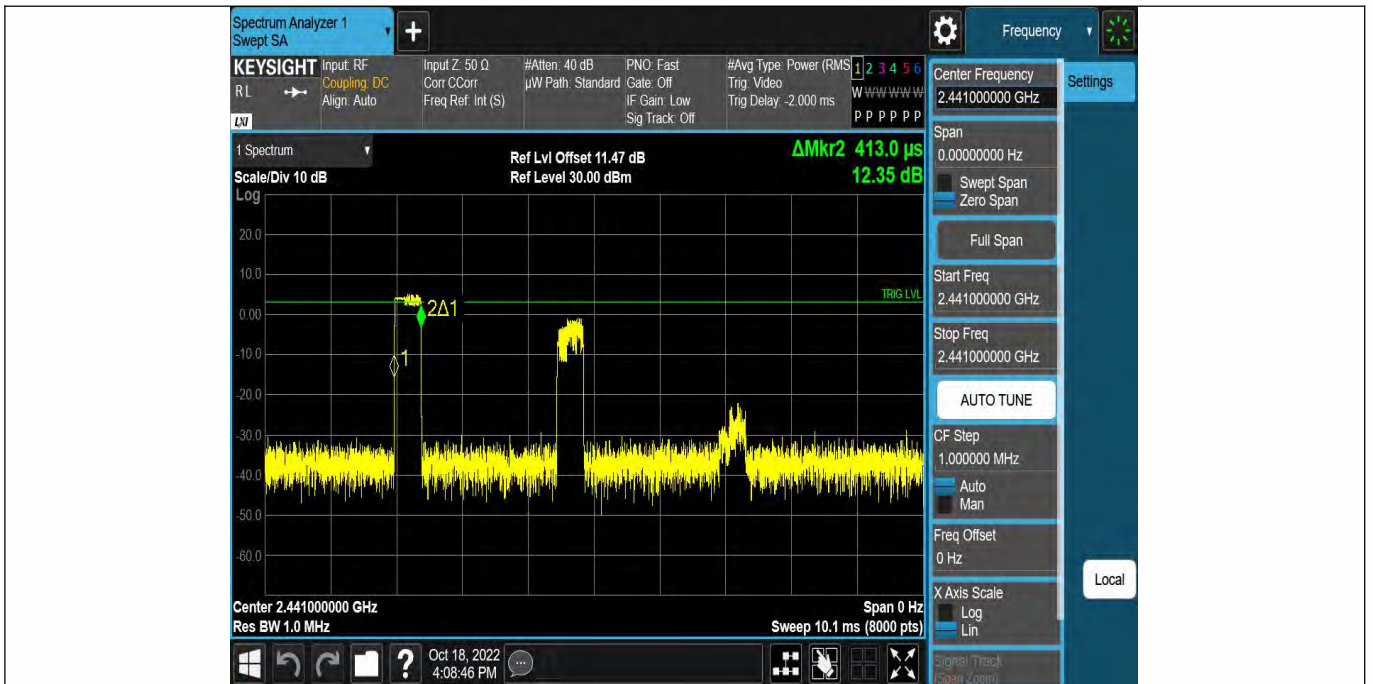 Spectrum Analyzer 1
Swept SA
+
Frequency
KEYSIGHT
RL
LXI
Input: RF
Coupling: DC
Align: Auto
Input Z: 50 Ω
Corr CCorr
Freq Ref: Int (S)
#Atten: 40 dB
µW Path: Standard
PNO: Fast
Gate: Off
IF Gain: Low
Sig Track: Off
#Avg Type: Power (RMS
Trig: Video
Trig Delay: -2.000 ms
1 2 3 4 5 6
W W W W W W
P P P P P P
1 Spectrum
Scale/Div 10 dB
Ref Lvl Offset 11.47 dB
Ref Level 30.00 dBm
ΔMkr2 413.0 µs
12.35 dB
Log
20.0
10.0
0.00
-10.0
-20.0
-30.0
-40.0
-50.0
-60.0
TRIG LVL
2Δ1
1
Center 2.441000000 GHz
Res BW 1.0 MHz
Span 0 Hz
Sweep 10.1 ms (8000 pts)
Center Frequency
2.441000000 GHz
Settings
Span
0.00000000 Hz
Swept Span
Zero Span
Full Span
Start Freq
2.441000000 GHz
Stop Freq
2.441000000 GHz
AUTO TUNE
CF Step
1.000000 MHz
Auto
Man
Freq Offset
0 Hz
X Axis Scale
Log
Lin
Local
Signal Track
(Span Zoom)
?
Oct 18, 2022
4:08:46 PM